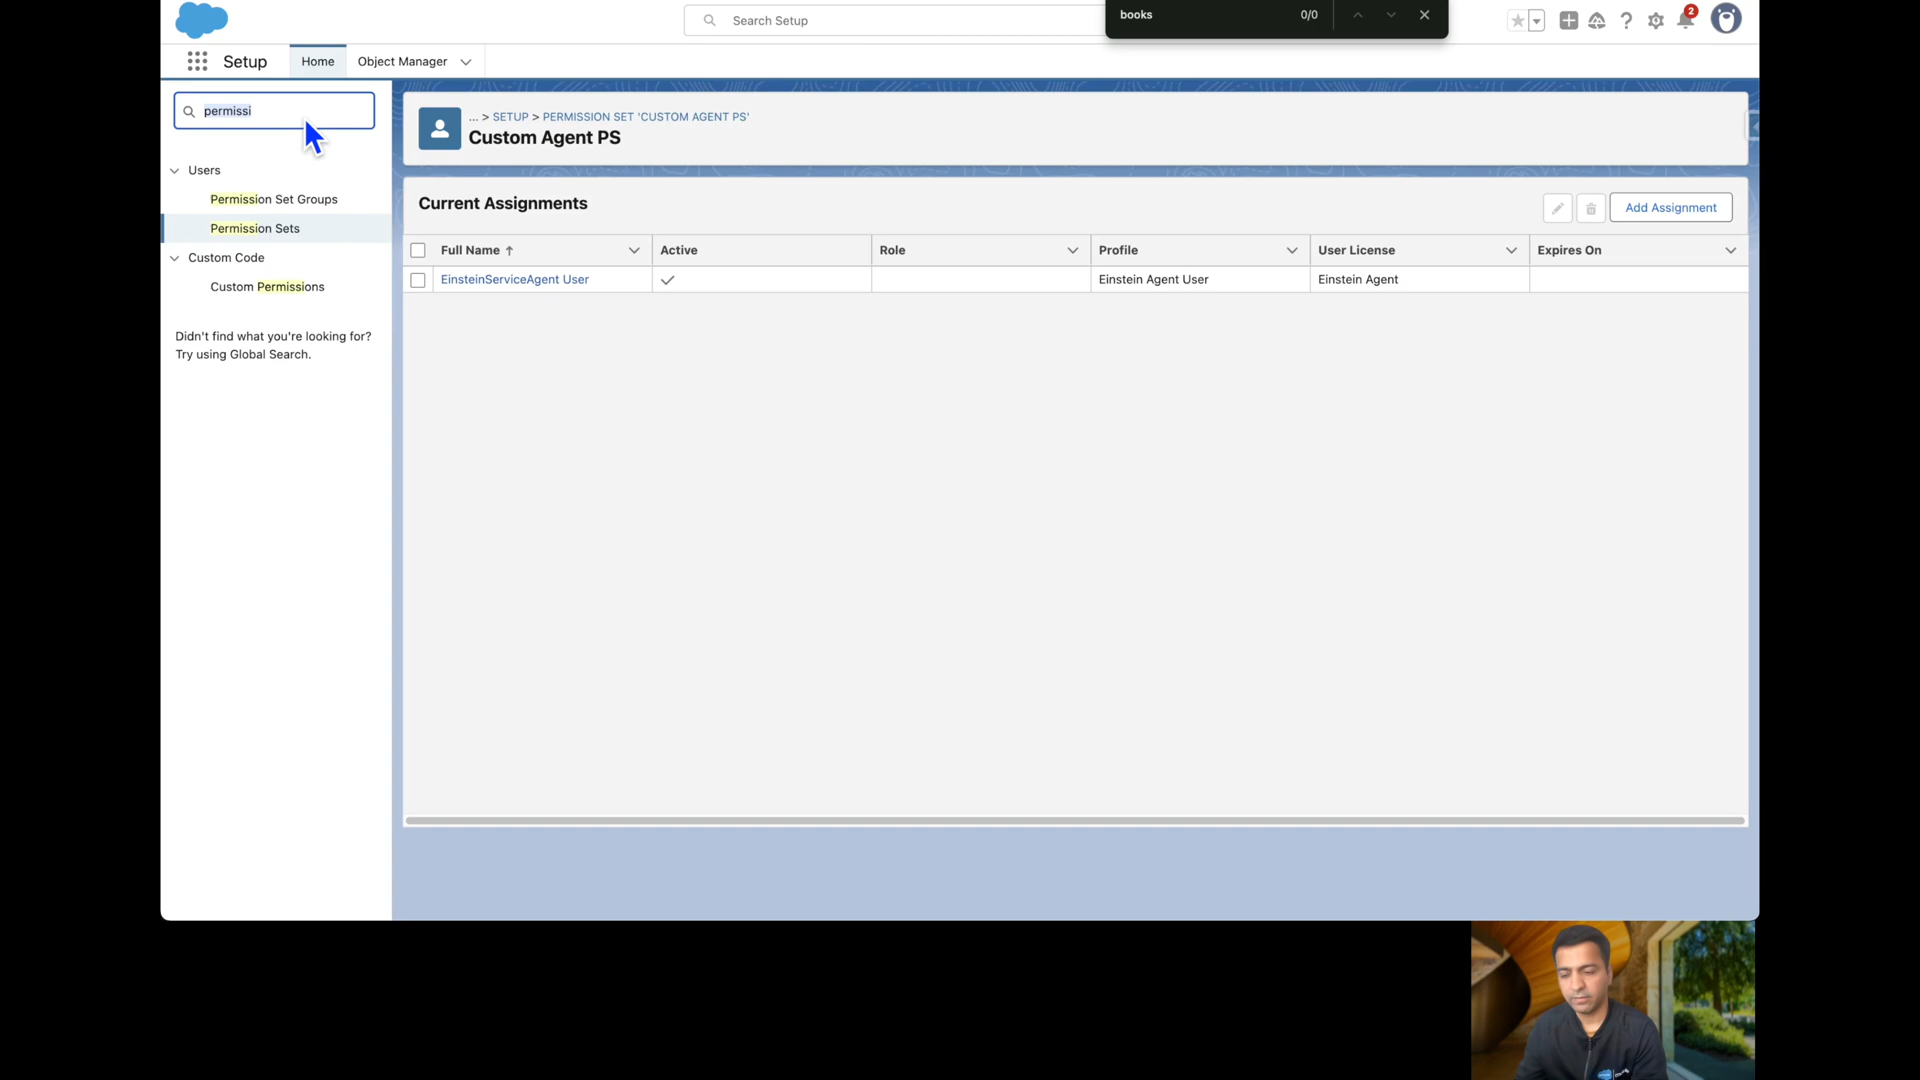 Search Setup
books 0/0
2
Setup
Home
Object Manager
permissi
Users
Permission Set Groups
Permission Sets
Custom Code
Custom Permissions
Didn't find what you're looking for?
Try using Global Search.
... > SETUP > PERMISSION SET 'CUSTOM AGENT PS'
Custom Agent PS
Current Assignments
Add Assignment
Full Name Active Role Profile User License Expires On
EinsteinServiceAgent User Einstein Agent User Einstein Agent